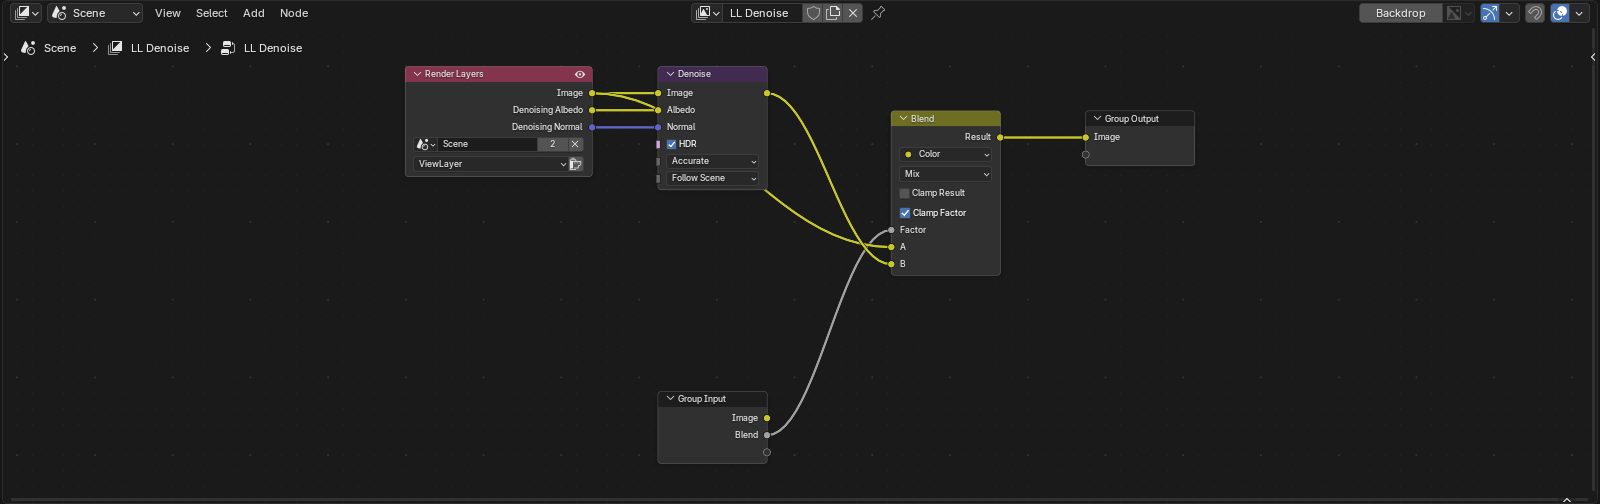 Scene View Select Add Node LL Denoise Backdrop
Scene LL Denoise LL Denoise
Render Layers
Image
Denoising Albedo
Denoising Normal
Scene 2
ViewLayer
Denoise
Image
Albedo
Normal
HDR
Accurate
Follow Scene
Blend
Result
Color
Mix
Clamp Result
Clamp Factor
Factor
A
B
Group Output
Image
Group Input
Image
Blend